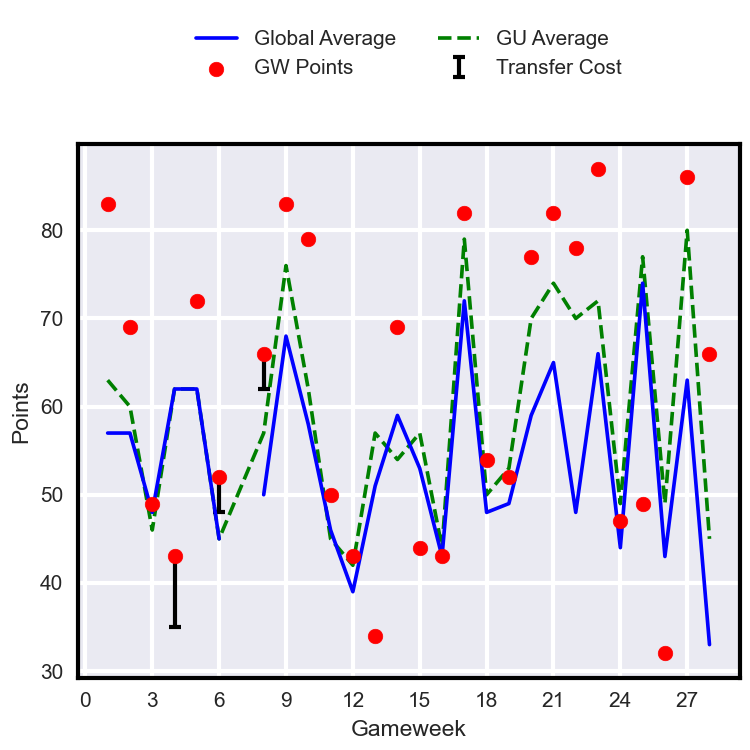 Global Average
GU Average
GW Points
Transfer Cost
80
70
60
50
40
30
Points
0 3 6 9 12 15 18 21 24 27
Gameweek